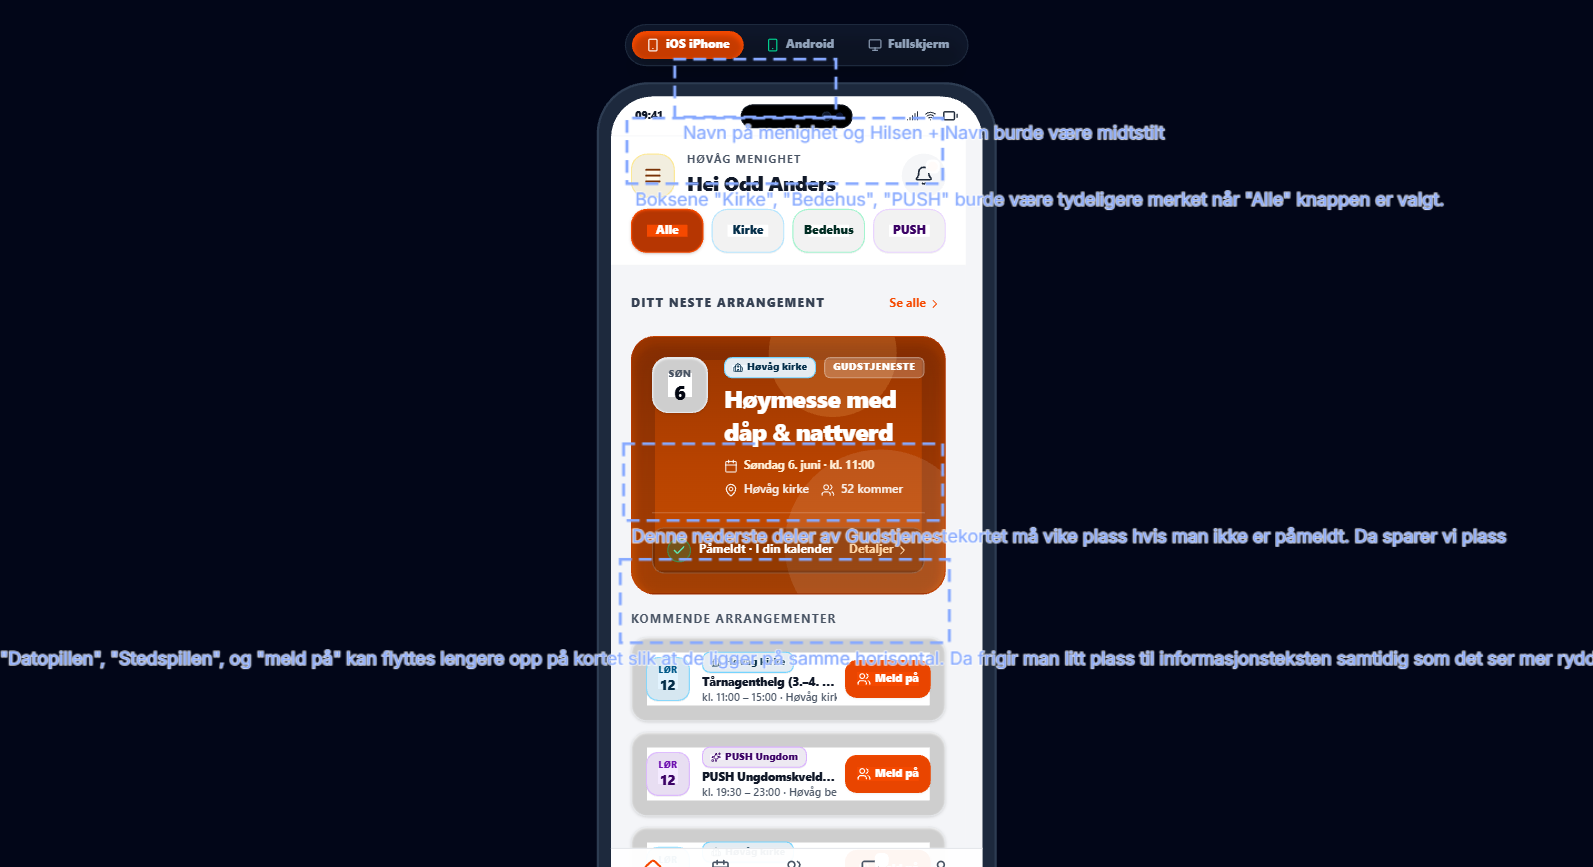 iOS iPhone Android Fullskjerm
09:41
Navn på menighet og Hilsen + Navn burde være midtstilt
HØVÅG MENIGHET
Hei Odd Anders
Boksene "Kirke", "Bedehus", "PUSH" burde være tydeligere merket når "Alle" knappen er valgt.
Alle Kirke Bedehus PUSH
DITT NESTE ARRANGEMENT Se alle
SØN
6
Høvåg kirke GUDSTJENESTE
Høymesse med
dåp & nattverd
Søndag 6. juni · kl. 11:00
Høvåg kirke 52 kommer
Denne nederste deler av Gudstjenestekortet må vike plass hvis man ikke er påmeldt. Da sparer vi plass
Påmeldt · I din kalender Detaljer
KOMMENDE ARRANGEMENTER
"Datopillen", "Stedspillen", og "meld på" kan flyttes lengere opp på kortet slik at de ligger på samme horisontal. Da frigir man litt plass til informasjonsteksten samtidig som det ser mer rydd
LØR
12
Høvåg kirke
Tårnagenthelg (3.–4. ...
kl. 11:00 – 15:00 · Høvåg kirk
Meld på
LØR
12
PUSH Ungdom
PUSH Ungdomskveld...
kl. 19:30 – 23:00 · Høvåg be
Meld på
Høvåg kirke